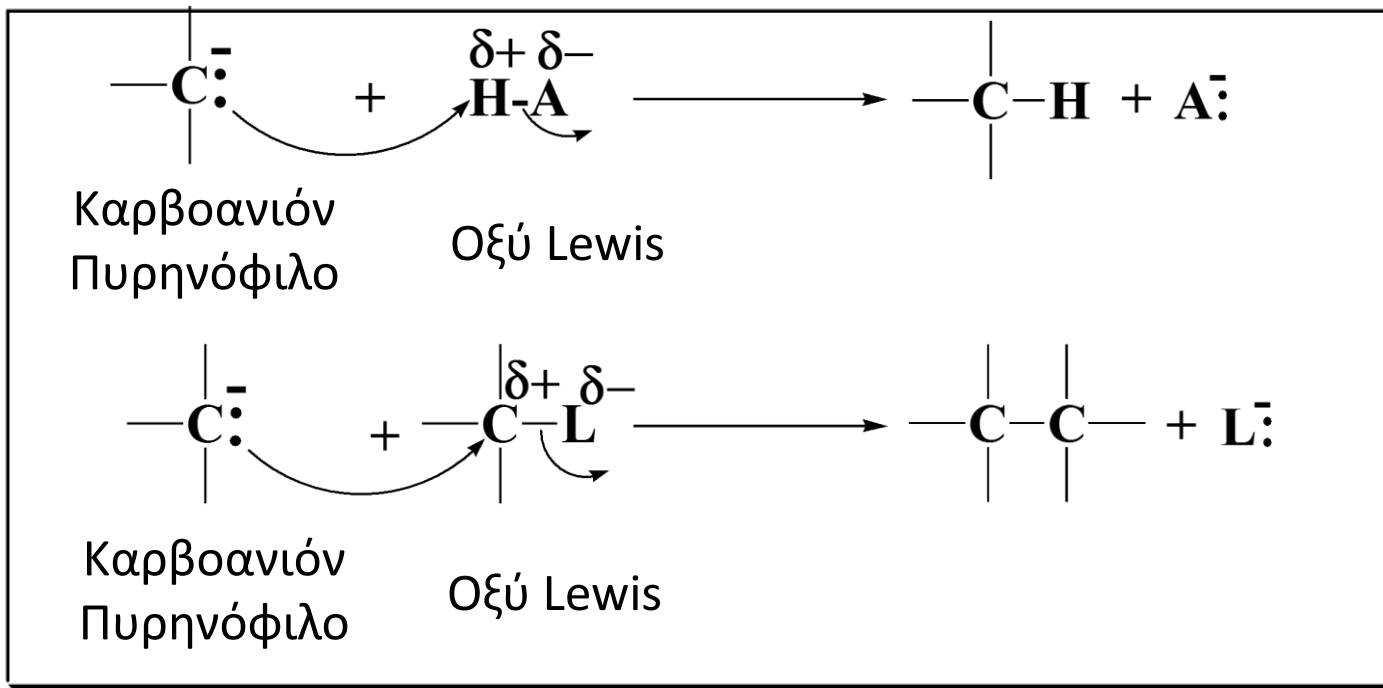 δ+ δ−
C:⁻ + H-A C−H + A:⁻
Καρβοανιόν
Πυρηνόφιλο
Οξύ Lewis
δ+ δ−
C:⁻ + C−L C−C + L:⁻
Καρβοανιόν
Πυρηνόφιλο
Οξύ Lewis